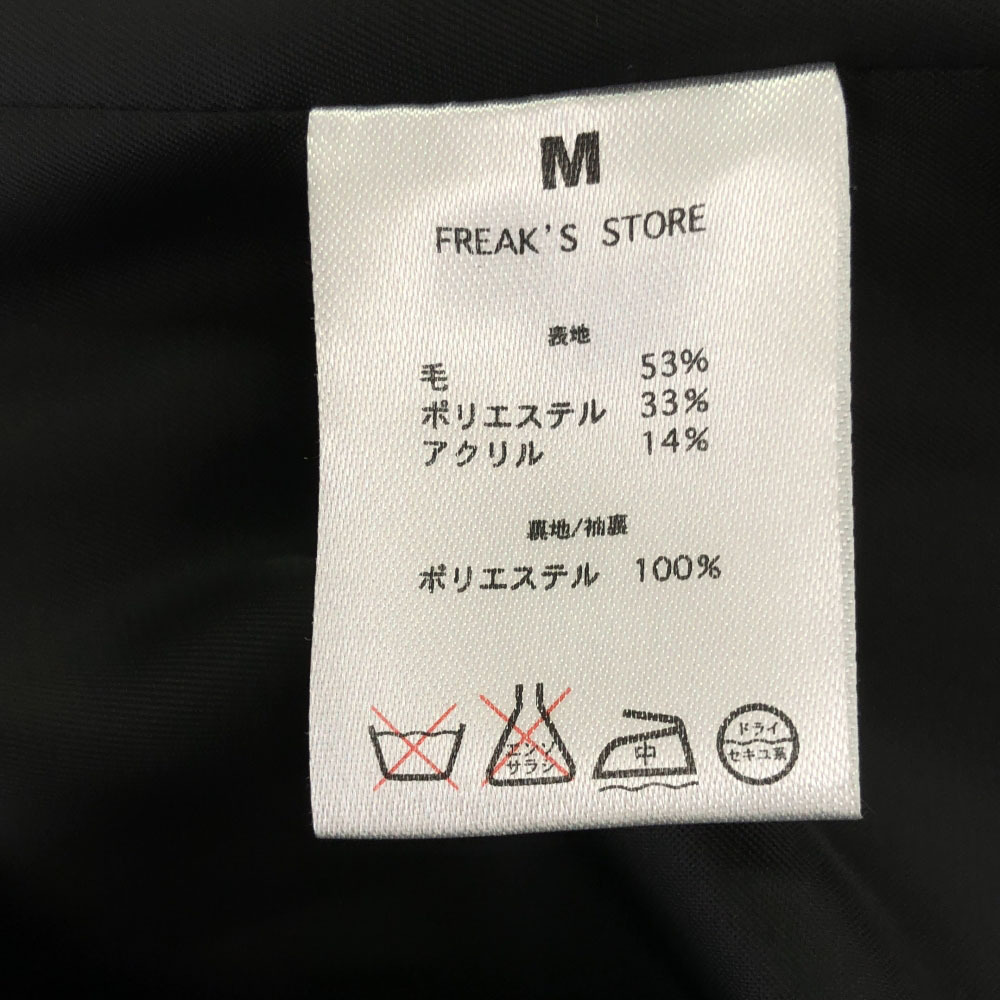 M
FREAK'S STORE
表地
毛 53%
ポリエステル 33%
アクリル 14%
裏地/袖裏
ポリエステル 100%
エンソ
サラシ
中
ドライ
セキユ系